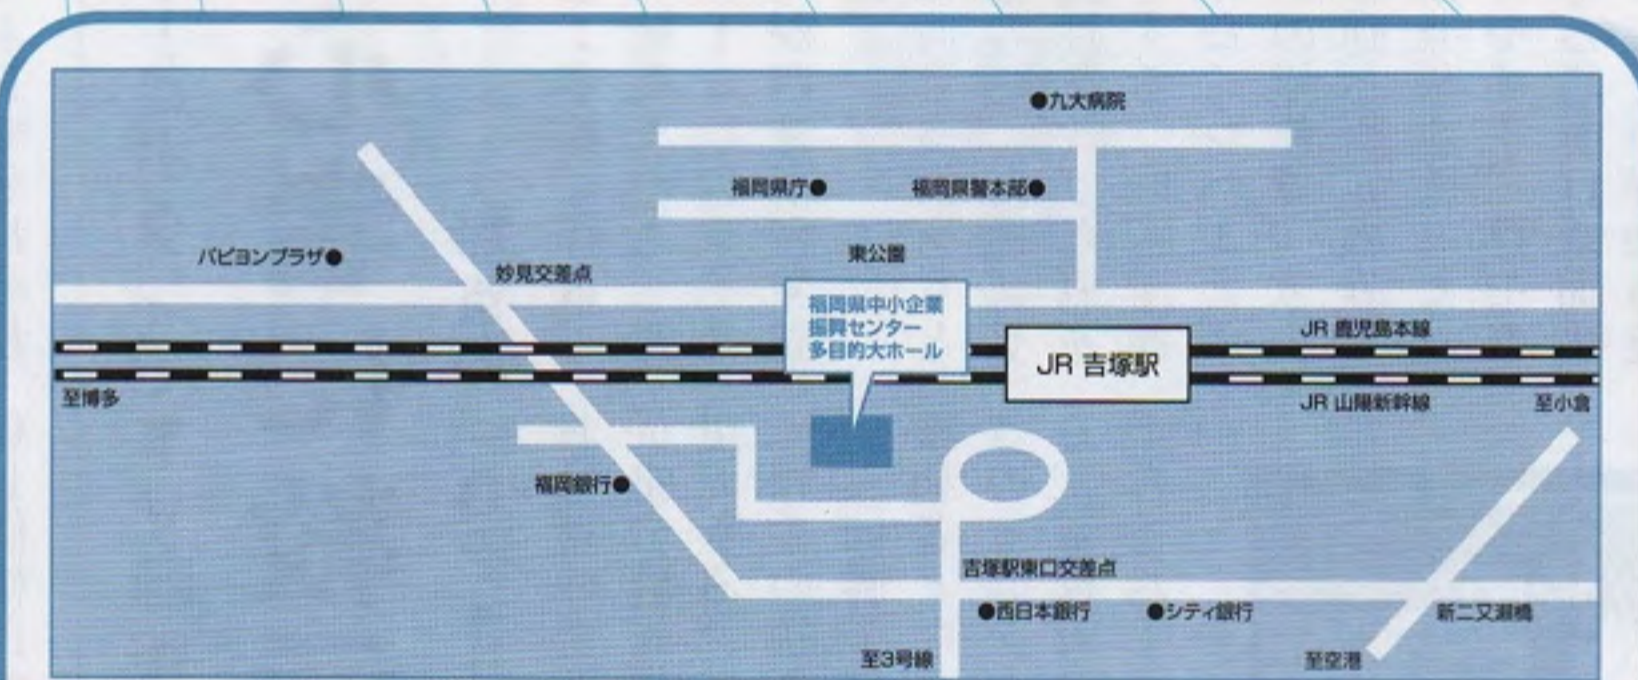 ●九大病院
福岡県庁●
福岡県警本部●
パピヨンプラザ●
東公園
妙見交差点
福岡県中小企業
振興センター
多目的大ホール
JR 鹿児島本線
JR 吉塚駅
至博多
JR 山陽新幹線
至小倉
福岡銀行●
吉塚駅東口交差点
●西日本銀行
●シティ銀行
新二又瀬橋
至3号線
至空港